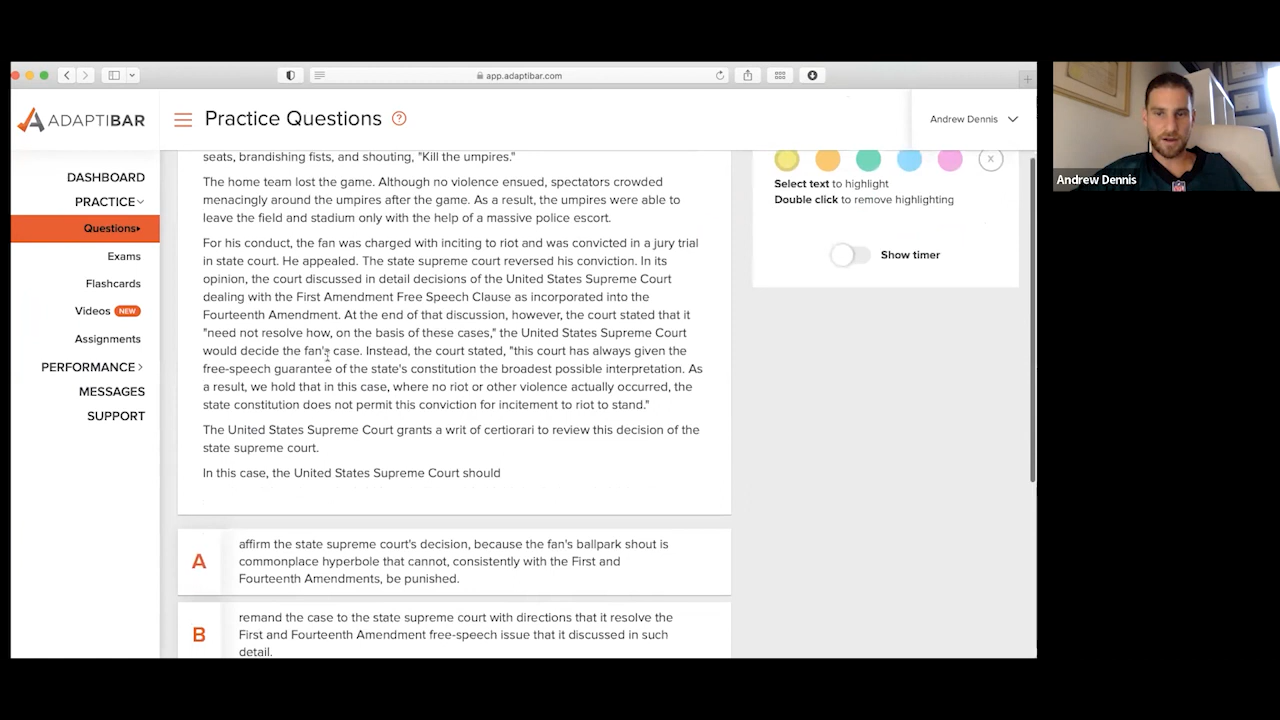 app.adaptibar.com
ADAPTIBAR
Practice Questions ?
Andrew Dennis
DASHBOARD
PRACTICE
Questions
Exams
Flashcards
Videos NEW
Assignments
PERFORMANCE
MESSAGES
SUPPORT
seats, brandishing fists, and shouting, "Kill the umpires."
The home team lost the game. Although no violence ensued, spectators crowded
menacingly around the umpires after the game. As a result, the umpires were able to
leave the field and stadium only with the help of a massive police escort.
For his conduct, the fan was charged with inciting to riot and was convicted in a jury trial
in state court. He appealed. The state supreme court reversed his conviction. In its
opinion, the court discussed in detail decisions of the United States Supreme Court
dealing with the First Amendment Free Speech Clause as incorporated into the
Fourteenth Amendment. At the end of that discussion, however, the court stated that it
"need not resolve how, on the basis of these cases," the United States Supreme Court
would decide the fan's case. Instead, the court stated, "this court has always given the
free-speech guarantee of the state's constitution the broadest possible interpretation. As
a result, we hold that in this case, where no riot or other violence actually occurred, the
state constitution does not permit this conviction for incitement to riot to stand."
The United States Supreme Court grants a writ of certiorari to review this decision of the
state supreme court.
In this case, the United States Supreme Court should
A
affirm the state supreme court's decision, because the fan's ballpark shout is
commonplace hyperbole that cannot, consistently with the First and
Fourteenth Amendments, be punished.
B
remand the case to the state supreme court with directions that it resolve the
First and Fourteenth Amendment free-speech issue that it discussed in such
detail.
X
Select text to highlight
Double click to remove highlighting
Show timer
Andrew Dennis